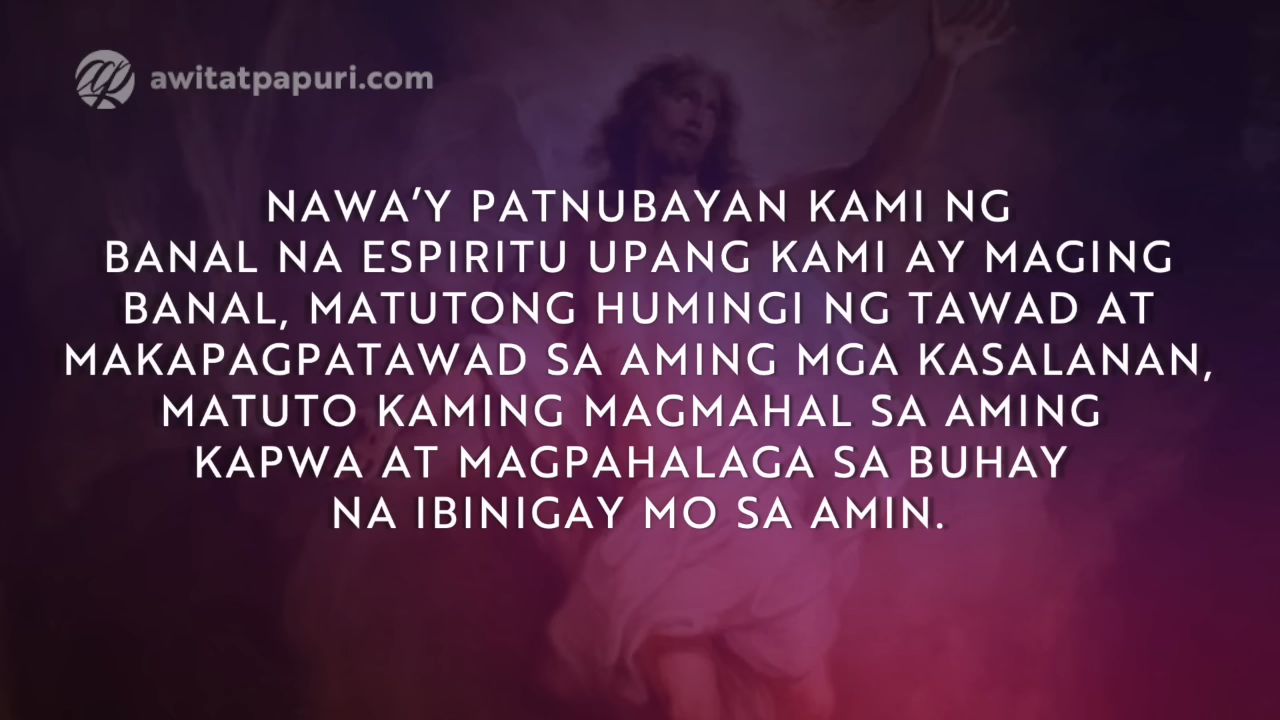 awitatpapuri.com
NAWA’Y PATNUBAYAN KAMI NG
BANAL NA ESPIRITU UPANG KAMI AY MAGING
BANAL, MATUTONG HUMINGI NG TAWAD AT
MAKAPAGPATAWAD SA AMING MGA KASALANAN,
MATUTO KAMING MAGMAHAL SA AMING
KAPWA AT MAGPAHALAGA SA BUHAY
NA IBINIGAY MO SA AMIN.